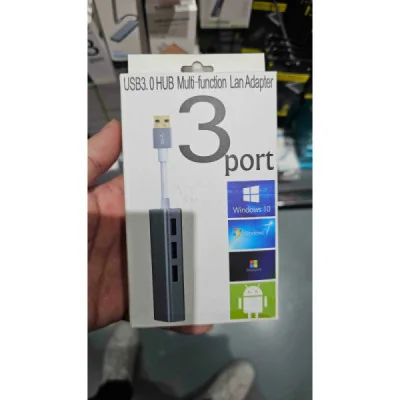 USB3.0 HUB Multi-function Lan Adapter
3
port
Windows 10